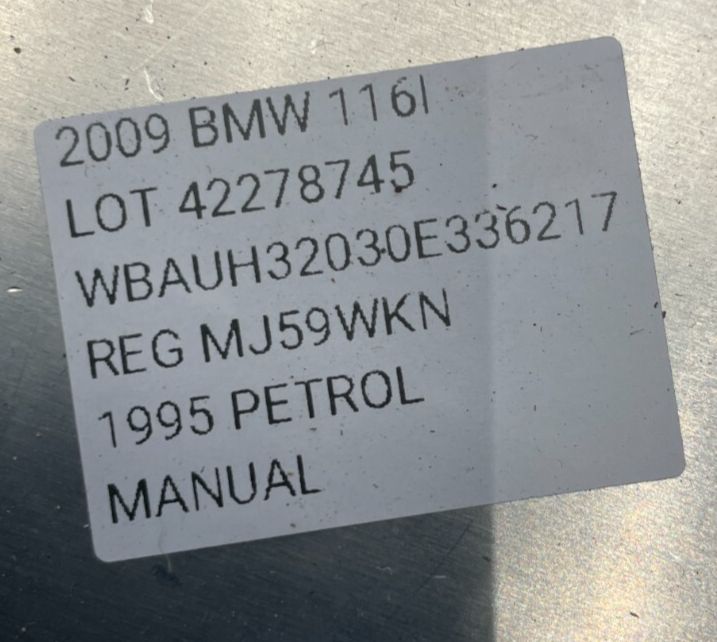 2009 BMW 116I
LOT 42278745
WBAUH32030E336217
REG MJ59WKN
1995 PETROL
MANUAL